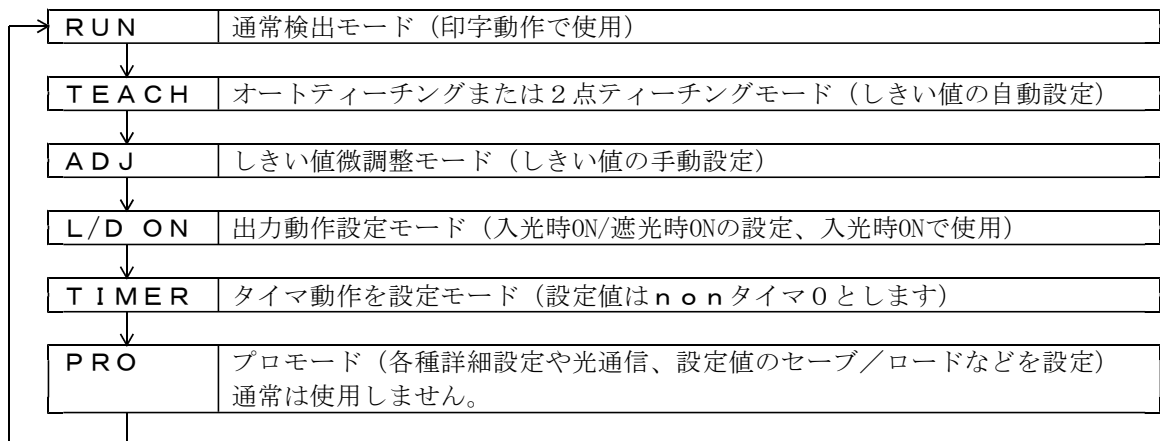 RUN 通常検出モード(印字動作で使用)
TEACH オートティーチングまたは2点ティーチングモード(しきい値の自動設定)
ADJ しきい値微調整モード(しきい値の手動設定)
L/D ON 出力動作設定モード(入光時ON/遮光時ONの設定、入光時ONで使用)
TIMER タイマ動作を設定モード(設定値はnonタイマ0とします)
PRO プロモード(各種詳細設定や光通信、設定値のセーブ/ロードなどを設定)
通常は使用しません。